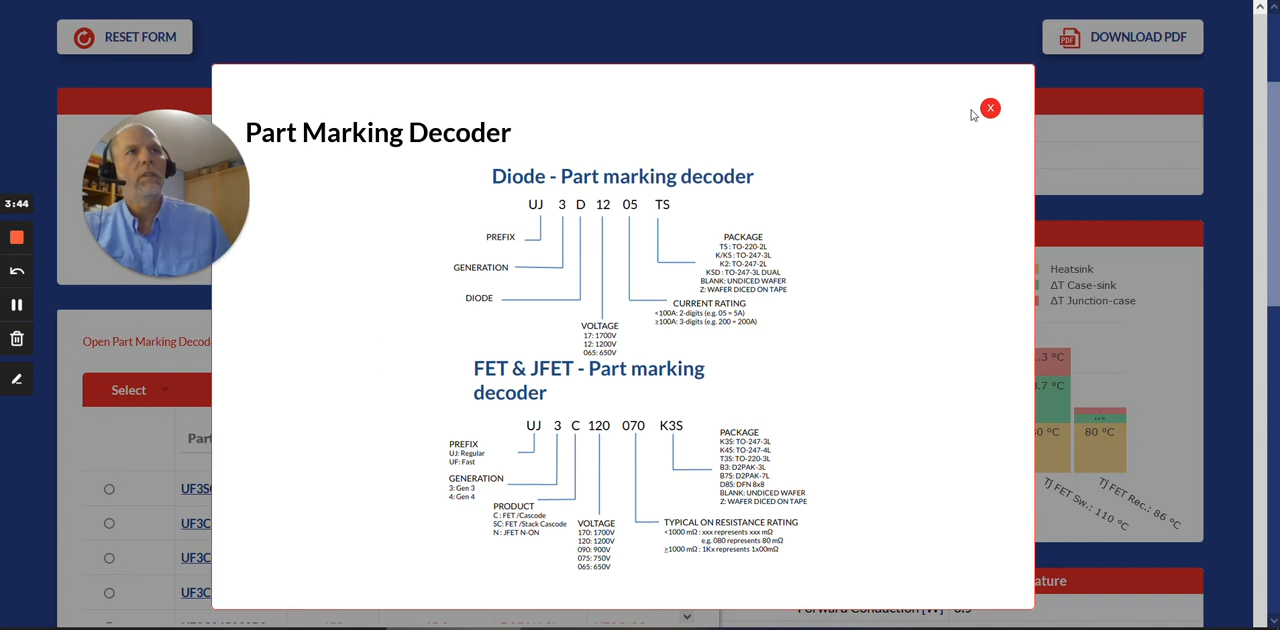 RESET FORM
DOWNLOAD PDF
X
Part Marking Decoder
Diode - Part marking decoder
UJ 3 D 12 05 TS
PREFIX
GENERATION
DIODE
VOLTAGE
17: 1700V
12: 1200V
065: 650V
PACKAGE
TS : TO-220-2L
K/KS : TO-247-3L
K2: TO-247-2L
KSD : TO-247-3L DUAL
BLANK: UNDICED WAFER
Z: WAFER DICED ON TAPE
CURRENT RATING
<100A: 2-digits (e.g. 05 = 5A)
≥100A: 3-digits (e.g. 200 = 200A)
FET & JFET - Part marking
decoder
UJ 3 C 120 070 K3S
PREFIX
UJ: Regular
UF: Fast
GENERATION
3: Gen 3
4: Gen 4
PRODUCT
C : FET /Cascode
SC: FET /Stack Cascode
N : JFET N-ON
VOLTAGE
170: 1700V
120: 1200V
090: 900V
075: 750V
065: 650V
PACKAGE
K3S: TO-247-3L
K4S: TO-247-4L
T3S: TO-220-3L
B3: D2PAK-3L
B7S: D2PAK-7L
D8S: DFN 8x8
BLANK: UNDICED WAFER
Z: WAFER DICED ON TAPE
TYPICAL ON RESISTANCE RATING
<1000 mΩ : xxx represents xxx mΩ
e.g. 080 represents 80 mΩ
≥1000 mΩ : 1Kx represents 1x00mΩ
3:44
Open Part Marking Decod
Select
Par
UF3S
UF3C
UF3C
UF3C
Heatsink
ΔT Case-sink
ΔT Junction-case
.3 °C
.7 °C
0 °C
80 °C
Tj FET Sw.: 110 °C
Tj FET Rec.: 86 °C
ature
Forward Conduction [W]